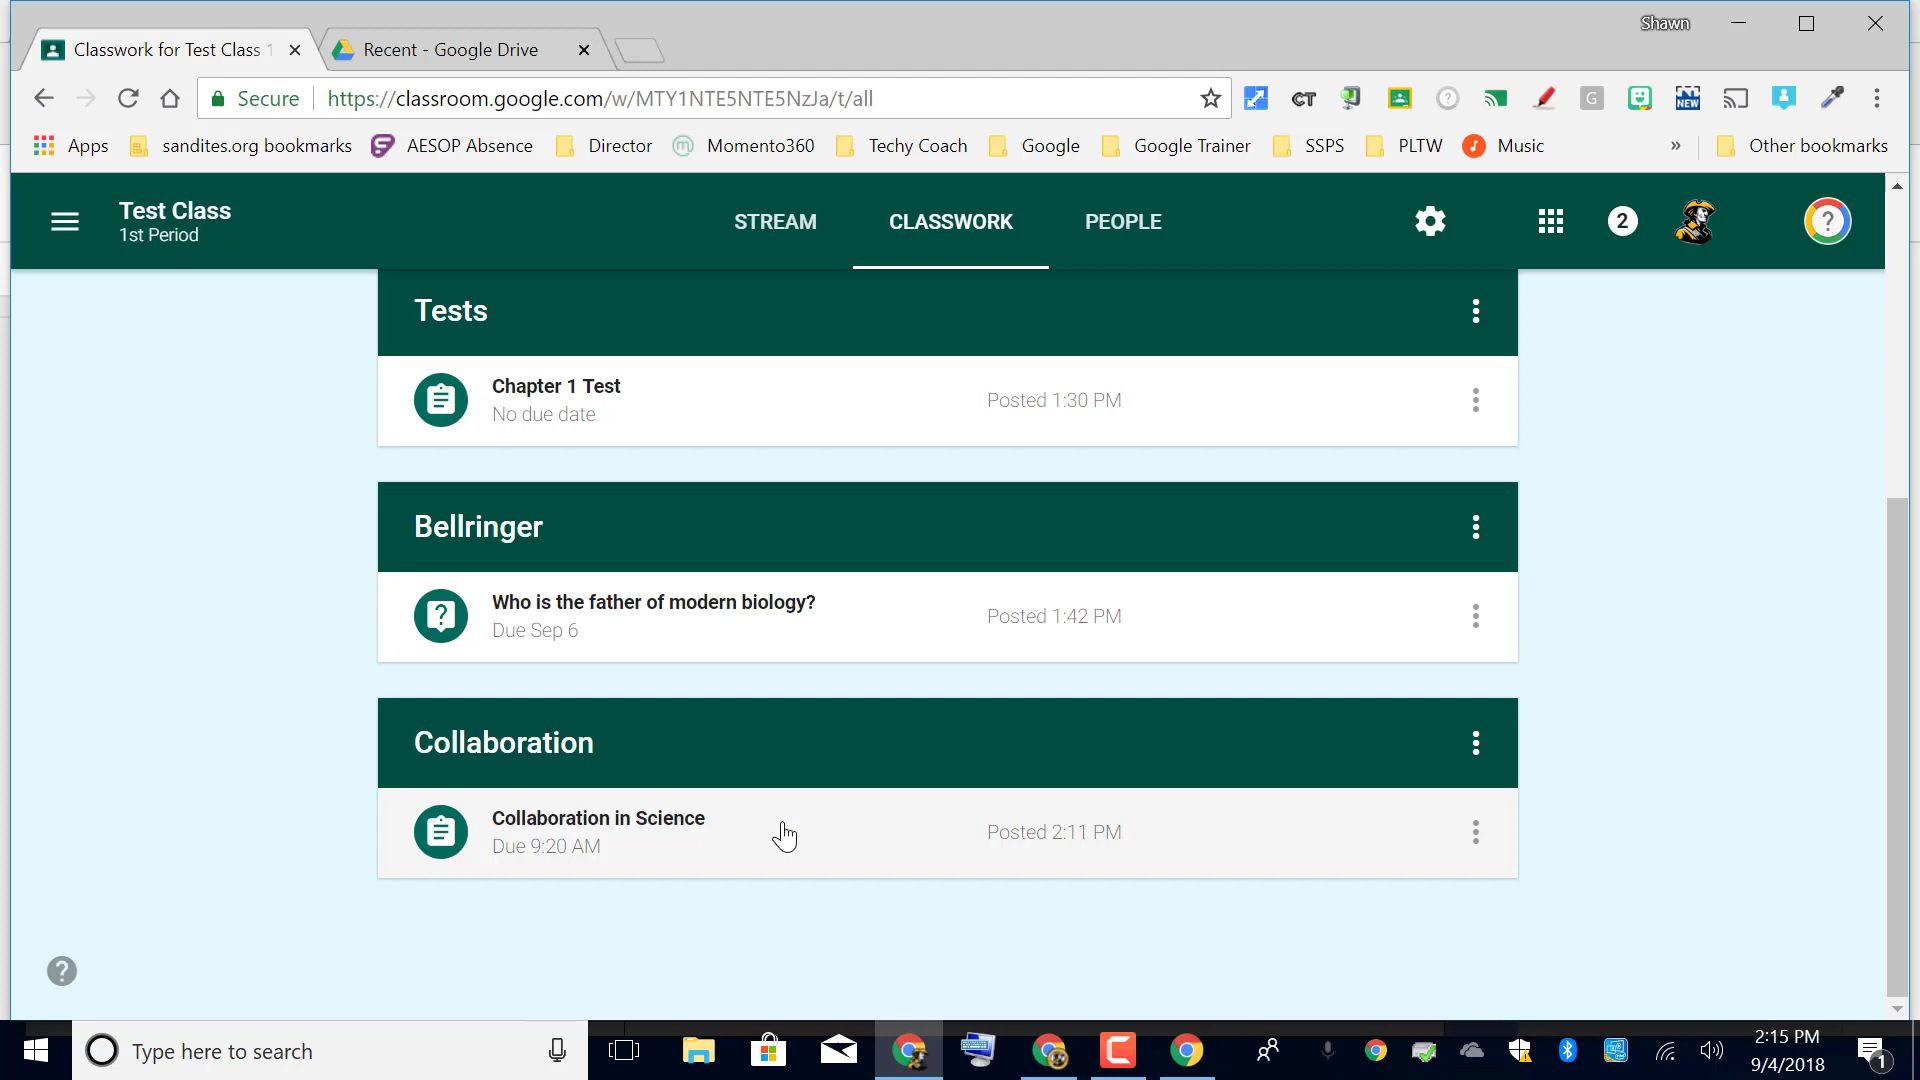 Shawn
Classwork for Test Class 1
Recent - Google Drive
Secure
https://classroom.google.com/w/MTY1NTE5NTE5NzJa/t/all
CT
G
NEW
Apps
sandites.org bookmarks
AESOP Absence
Director
Momento360
Techy Coach
Google
Google Trainer
SSPS
PLTW
Music
»
Other bookmarks
Test Class
1st Period
STREAM
CLASSWORK
PEOPLE
2
?
Tests
Chapter 1 Test
No due date
Posted 1:30 PM
Bellringer
Who is the father of modern biology?
Due Sep 6
Posted 1:42 PM
Collaboration
Collaboration in Science
Due 9:20 AM
Posted 2:11 PM
?
Type here to search
2:15 PM
9/4/2018
1